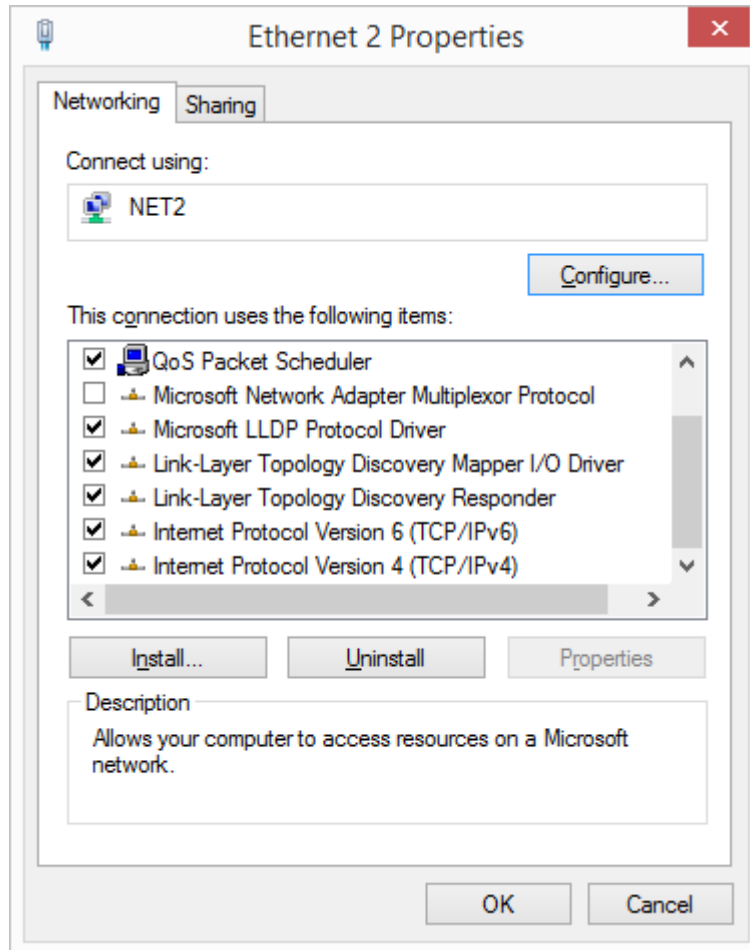 Ethernet 2 Properties
Networking
Sharing
Connect using:
NET2
Configure...
This connection uses the following items:
QoS Packet Scheduler
Microsoft Network Adapter Multiplexor Protocol
Microsoft LLDP Protocol Driver
Link-Layer Topology Discovery Mapper I/O Driver
Link-Layer Topology Discovery Responder
Internet Protocol Version 6 (TCP/IPv6)
Internet Protocol Version 4 (TCP/IPv4)
Install...
Uninstall
Properties
Description
Allows your computer to access resources on a Microsoft
network.
OK
Cancel